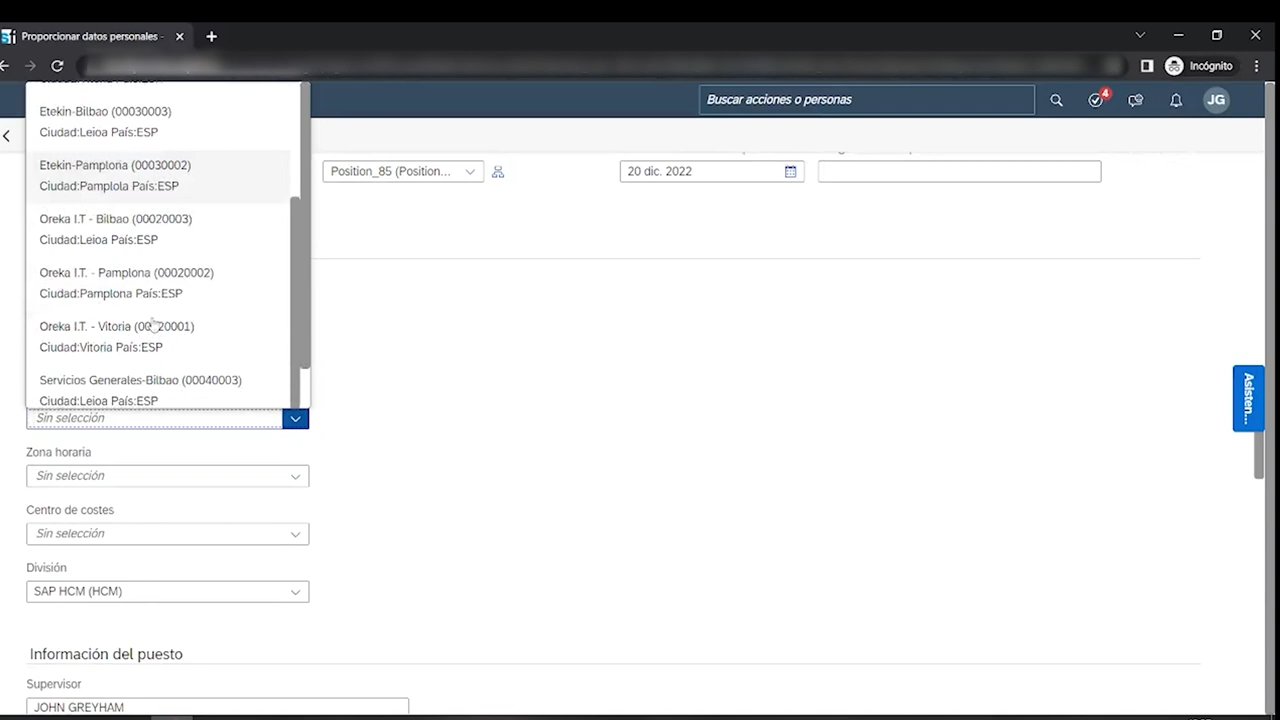 Proporcionar datos personales -
Incógnito
Buscar acciones o personas
4
JG
Etekin-Bilbao (00030003)
Ciudad:Leioa País:ESP
Etekin-Pamplona (00030002)
Ciudad:Pamplola País:ESP
Position_85 (Position...
20 dic. 2022
Oreka I.T - Bilbao (00020003)
Ciudad:Leioa País:ESP
Oreka I.T. - Pamplona (00020002)
Ciudad:Pamplona País:ESP
Oreka I.T. - Vitoria (00020001)
Ciudad:Vitoria País:ESP
Servicios Generales-Bilbao (00040003)
Ciudad:Leioa País:ESP
Sin selección
Asisten...
Zona horaria
Sin selección
Centro de costes
Sin selección
División
SAP HCM (HCM)
Información del puesto
Supervisor
JOHN GREYHAM